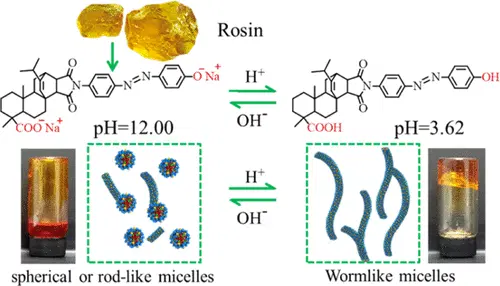 Rosin
O
N
O
N
N
O⁻Na⁺
H⁺
OH⁻
COO⁻Na⁺
pH=12.00
O
N
O
N
N
OH
COOH
pH=3.62
H⁺
OH⁻
spherical or rod-like micelles
Wormlike micelles